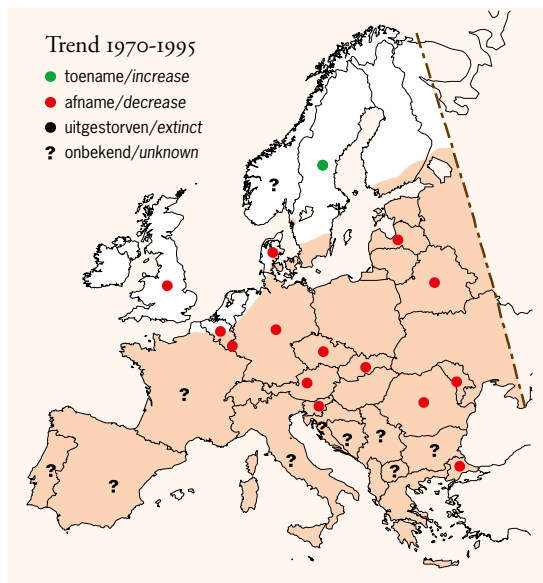 Trend 1970-1995
toename/increase
afname/decrease
uitgestorven/extinct
? onbekend/unknown
?
?
?
?
?
?
?
?
?
?